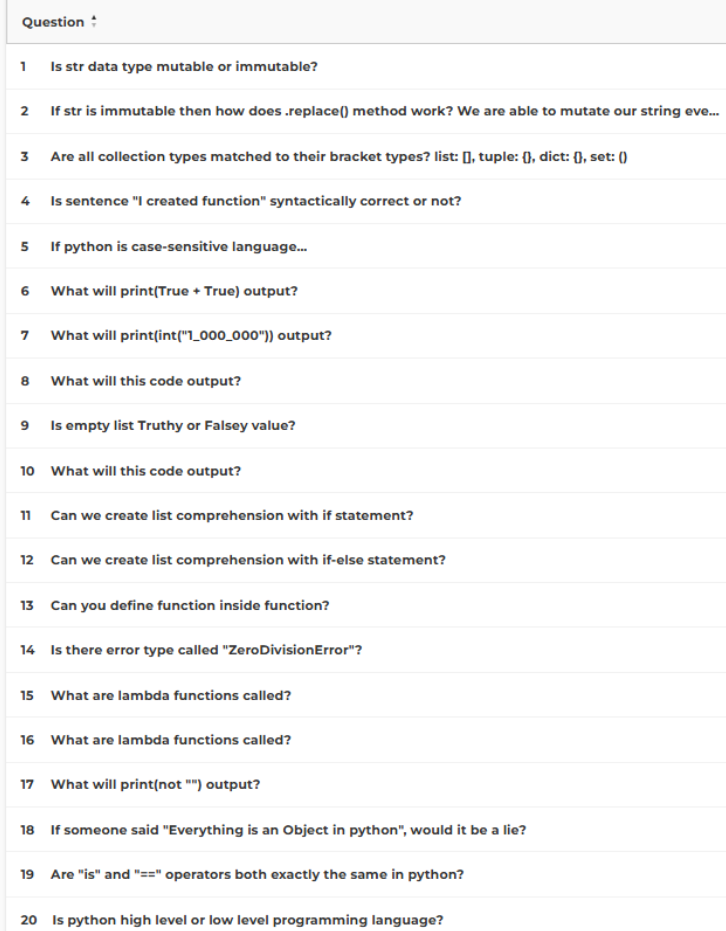 Question
1 Is str data type mutable or immutable?
2 If str is immutable then how does .replace() method work? We are able to mutate our string eve...
3 Are all collection types matched to their bracket types? list: [], tuple: {}, dict: {}, set: ()
4 Is sentence "I created function" syntactically correct or not?
5 If python is case-sensitive language...
6 What will print(True + True) output?
7 What will print(int("1_000_000")) output?
8 What will this code output?
9 Is empty list Truthy or Falsey value?
10 What will this code output?
11 Can we create list comprehension with if statement?
12 Can we create list comprehension with if-else statement?
13 Can you define function inside function?
14 Is there error type called "ZeroDivisionError"?
15 What are lambda functions called?
16 What are lambda functions called?
17 What will print(not "") output?
18 If someone said "Everything is an Object in python", would it be a lie?
19 Are "is" and "==" operators both exactly the same in python?
20 Is python high level or low level programming language?